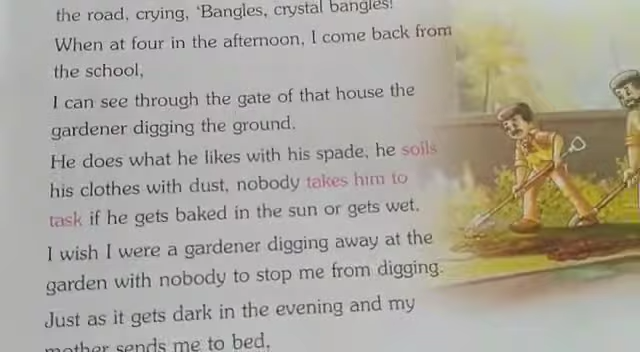 the road, crying, ‘Bangles, crystal bangles!
When at four in the afternoon, I come back from
the school,
I can see through the gate of that house the
gardener digging the ground.
He does what he likes with his spade, he soils
his clothes with dust, nobody takes him to
task if he gets baked in the sun or gets wet.
I wish I were a gardener digging away at the
garden with nobody to stop me from digging.
Just as it gets dark in the evening and my
mother sends me to bed,